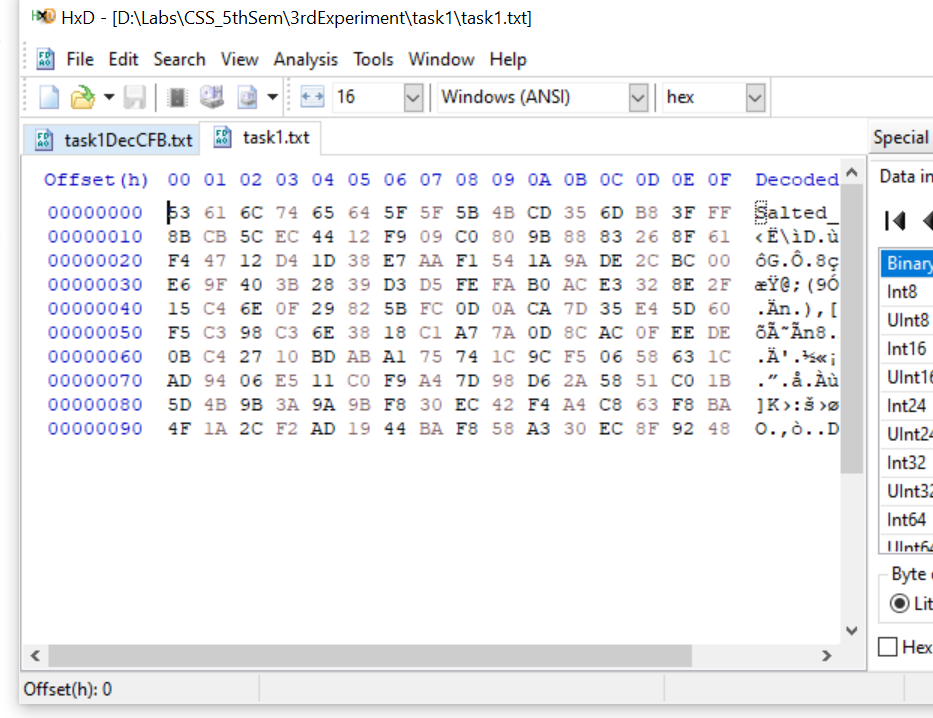 HxD - [D:\Labs\CSS_5thSem\3rdExperiment\task1\task1.txt]
File Edit Search View Analysis Tools Window Help
16 Windows (ANSI) hex
task1DecCFB.txt task1.txt Special
Offset(h) 00 01 02 03 04 05 06 07 08 09 0A 0B 0C 0D 0E 0F Decoded Data in
00000000 53 61 6C 74 65 64 5F 5F 5B 4B CD 35 6D B8 3F FF Salted_
00000010 8B CB 5C EC 44 12 F9 09 C0 80 9B 88 83 26 8F 61 ‹Ë\ìD.ù
00000020 F4 47 12 D4 1D 38 E7 AA F1 54 1A 9A DE 2C BC 00 ôG.Ô.8ç
00000030 E6 9F 40 3B 28 39 D3 D5 FE FA B0 AC E3 32 8E 2F æŸ@;(9Ó
00000040 15 C4 6E 0F 29 82 5B FC 0D 0A CA 7D 35 E4 5D 60 .Än.)‚[
00000050 F5 C3 98 C3 6E 38 18 C1 A7 7A 0D 8C AC 0F EE DE õÃ˜Ãn8.
00000060 0B C4 27 10 BD AB A1 75 74 1C 9C F5 06 58 63 1C .Ä'.½«¡
00000070 AD 94 06 E5 11 C0 F9 A4 7D 98 D6 2A 58 51 C0 1B .”.å.Àù
00000080 5D 4B 9B 3A 9A 9B F8 30 EC 42 F4 A4 C8 63 F8 BA ]K›:š›ø
00000090 4F 1A 2C F2 AD 19 44 BA F8 58 A3 30 EC 8F 92 48 O.,ò..D
Binary
Int8
UInt8
Int16
UInt16
Int24
UInt24
Int32
UInt32
Int64
UInt64
Byte
Lit
Hex
Offset(h): 0